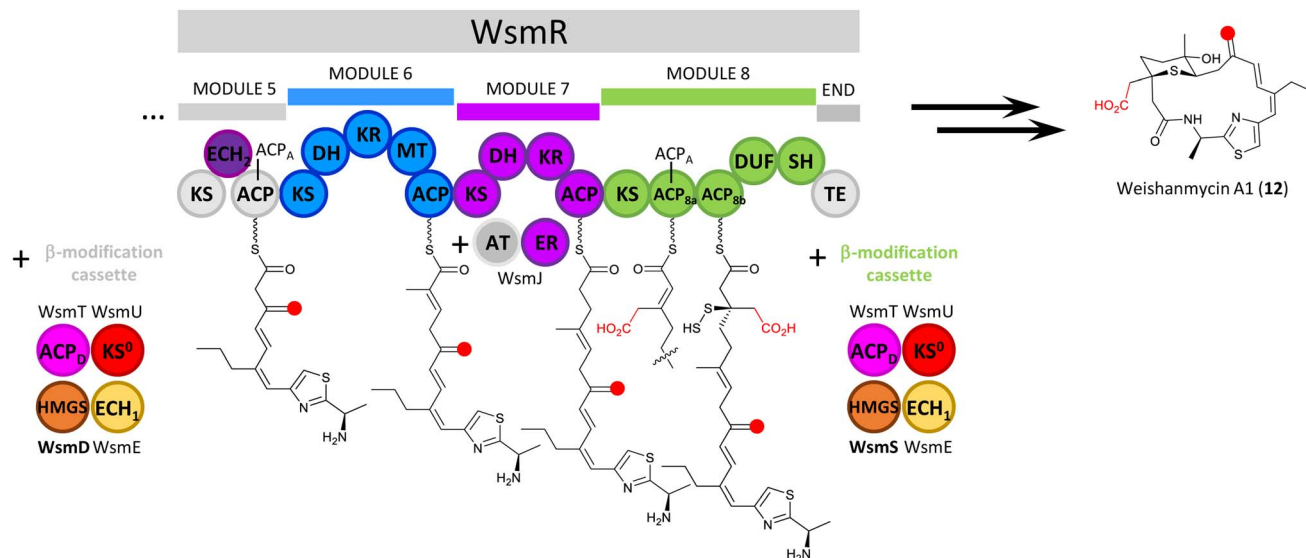 WsmR
MODULE 5
MODULE 6
MODULE 7
MODULE 8
END
...
KS
ECH2
ACPA
ACP
KS
DH
KR
MT
ACP
KS
DH
KR
ACP
KS
ACPA
ACP8a
ACP8b
DUF
SH
TE
+
AT
ER
WsmJ
+ β-modification
cassette
WsmT WsmU
ACPD KS0
HMGS ECH1
WsmD WsmE
+ β-modification
cassette
WsmT WsmU
ACPD KS0
HMGS ECH1
WsmS WsmE
S
O
S
N
H2N
S
O
S
N
H2N
S
O
S
N
H2N
S
O
HO2C
S
O
S
HS
CO2H
S
N
H2N
OH
S
HO2C
O
NH
N
S
Weishanmycin A1 (12)